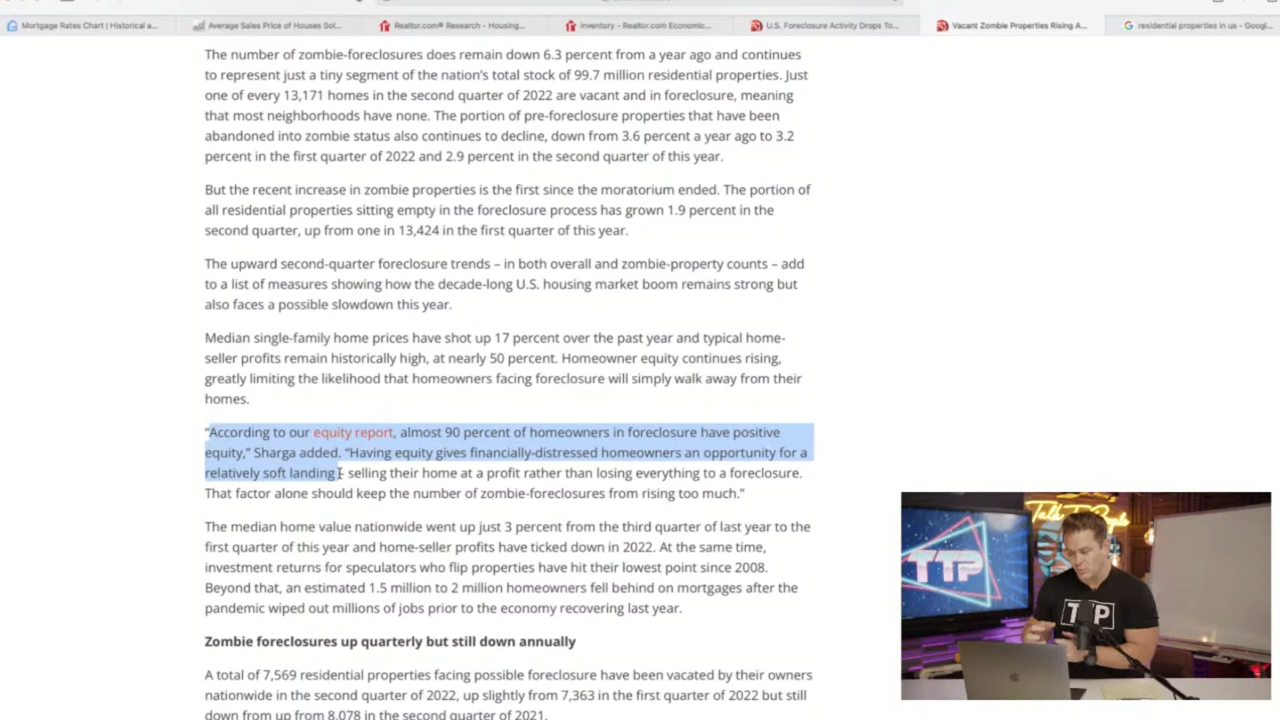 Mortgage Rates Chart | Historical a...
Average Sales Price of Houses Sol...
Realtor.com® Research - Housing...
Inventory - Realtor.com Economic...
U.S. Foreclosure Activity Drops To...
Vacant Zombie Properties Rising A...
residential properties in us - Googl...
The number of zombie-foreclosures does remain down 6.3 percent from a year ago and continues
to represent just a tiny segment of the nation's total stock of 99.7 million residential properties. Just
one of every 13,171 homes in the second quarter of 2022 are vacant and in foreclosure, meaning
that most neighborhoods have none. The portion of pre-foreclosure properties that have been
abandoned into zombie status also continues to decline, down from 3.6 percent a year ago to 3.2
percent in the first quarter of 2022 and 2.9 percent in the second quarter of this year.
But the recent increase in zombie properties is the first since the moratorium ended. The portion of
all residential properties sitting empty in the foreclosure process has grown 1.9 percent in the
second quarter, up from one in 13,424 in the first quarter of this year.
The upward second-quarter foreclosure trends – in both overall and zombie-property counts – add
to a list of measures showing how the decade-long U.S. housing market boom remains strong but
also faces a possible slowdown this year.
Median single-family home prices have shot up 17 percent over the past year and typical home-
seller profits remain historically high, at nearly 50 percent. Homeowner equity continues rising,
greatly limiting the likelihood that homeowners facing foreclosure will simply walk away from their
homes.
“According to our equity report, almost 90 percent of homeowners in foreclosure have positive
equity,” Sharga added. “Having equity gives financially-distressed homeowners an opportunity for a
relatively soft landing – selling their home at a profit rather than losing everything to a foreclosure.
That factor alone should keep the number of zombie-foreclosures from rising too much.”
The median home value nationwide went up just 3 percent from the third quarter of last year to the
first quarter of this year and home-seller profits have ticked down in 2022. At the same time,
investment returns for speculators who flip properties have hit their lowest point since 2008.
Beyond that, an estimated 1.5 million to 2 million homeowners fell behind on mortgages after the
pandemic wiped out millions of jobs prior to the economy recovering last year.
Zombie foreclosures up quarterly but still down annually
A total of 7,569 residential properties facing possible foreclosure have been vacated by their owners
nationwide in the second quarter of 2022, up slightly from 7,363 in the first quarter of 2022 but still
down from up from 8,078 in the second quarter of 2021.
Talk To People
TTP
TTP